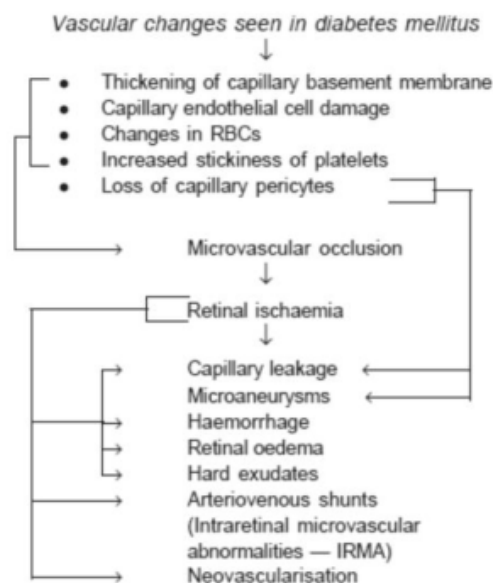 Vascular changes seen in diabetes mellitus
• Thickening of capillary basement membrane
• Capillary endothelial cell damage
• Changes in RBCs
• Increased stickiness of platelets
• Loss of capillary pericytes
Microvascular occlusion
Retinal ischaemia
Capillary leakage
Microaneurysms
Haemorrhage
Retinal oedema
Hard exudates
Arteriovenous shunts
(Intraretinal microvascular
abnormalities — IRMA)
Neovascularisation